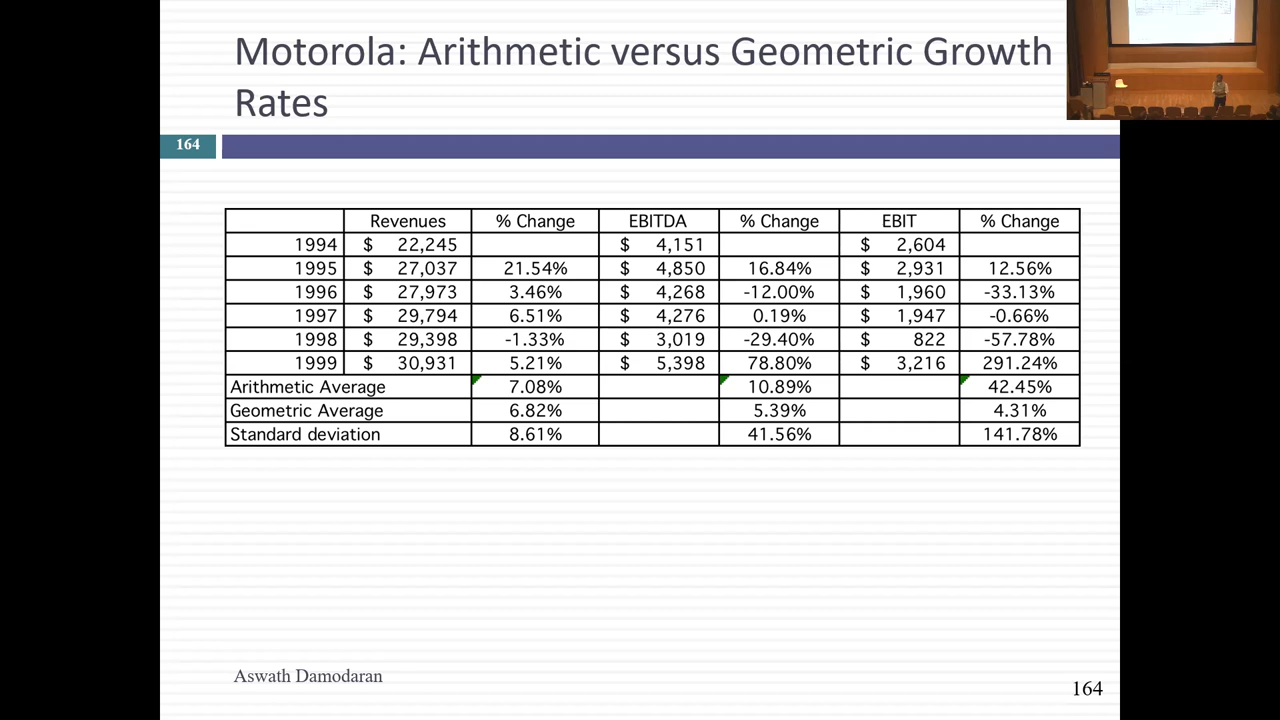 Motorola: Arithmetic versus Geometric Growth
Rates
164
Revenues % Change EBITDA % Change EBIT % Change
1994 $ 22,245 $ 4,151 $ 2,604
1995 $ 27,037 21.54% $ 4,850 16.84% $ 2,931 12.56%
1996 $ 27,973 3.46% $ 4,268 -12.00% $ 1,960 -33.13%
1997 $ 29,794 6.51% $ 4,276 0.19% $ 1,947 -0.66%
1998 $ 29,398 -1.33% $ 3,019 -29.40% $ 822 -57.78%
1999 $ 30,931 5.21% $ 5,398 78.80% $ 3,216 291.24%
Arithmetic Average 7.08% 10.89% 42.45%
Geometric Average 6.82% 5.39% 4.31%
Standard deviation 8.61% 41.56% 141.78%
Aswath Damodaran
164